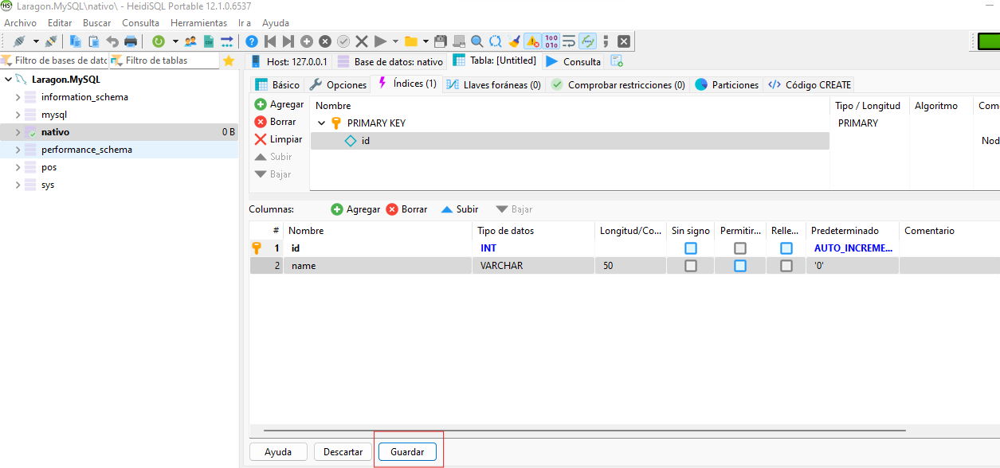 Laragon.MySQL\nativo\ - HeidiSQL Portable 12.1.0.6537
Archivo Editar Buscar Consulta Herramientas Ir a Ayuda
Filtro de bases de datc Filtro de tablas
Host: 127.0.0.1 Base de datos: nativo Tabla: [Untitled] Consulta
Laragon.MySQL
information_schema
mysql
nativo 0 B
performance_schema
pos
sys
Básico Opciones Índices (1) Llaves foráneas (0) Comprobar restricciones (0) Particiones Código CREATE
Agregar
Borrar
Limpiar
Subir
Bajar
Nombre Tipo / Longitud Algoritmo Com
PRIMARY KEY PRIMARY
id Nod
Columnas: Agregar Borrar Subir Bajar
# Nombre Tipo de datos Longitud/Co... Sin signo Permitir... Relle... Predeterminado Comentario
1 id INT AUTO_INCREME...
2 name VARCHAR 50 '0'
Ayuda Descartar Guardar